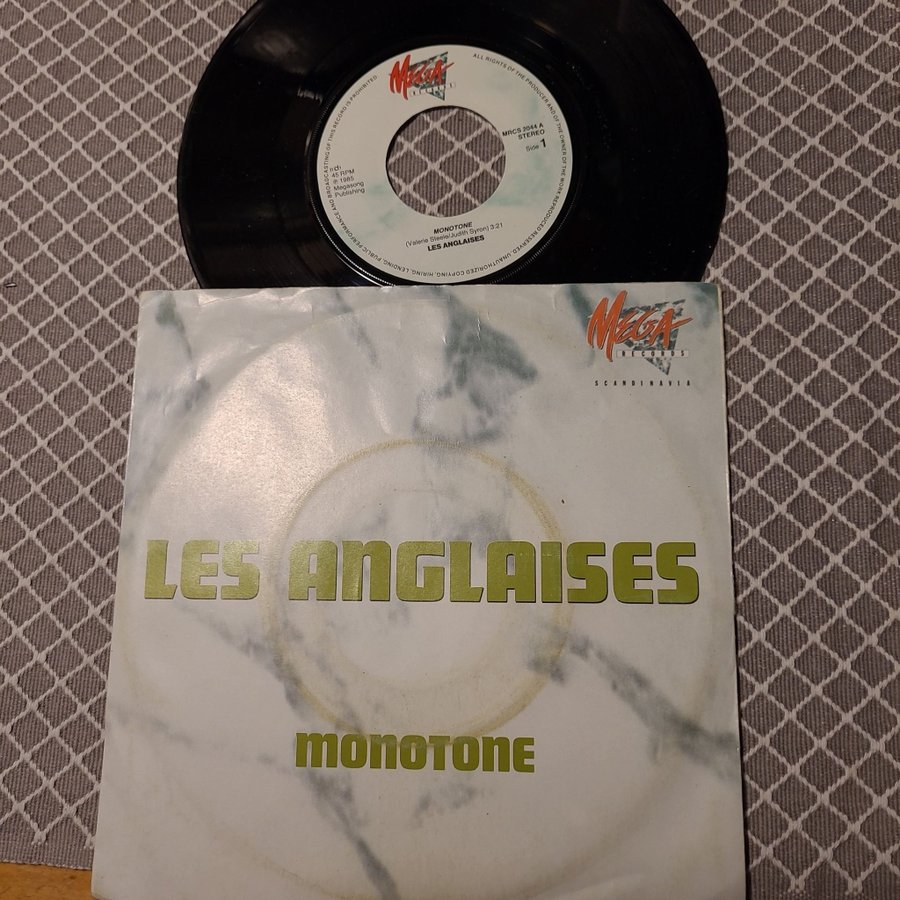 MEGA
RECORDS
ALL RIGHTS OF THE PRODUCER AND OF THE OWNER OF THE WORK REPRODUCED RESERVED. UNAUTHORIZED COPYING, HIRING, LENDING, PUBLIC PERFORMANCE AND BROADCASTING OF THIS RECORD IS PROHIBITED
MRCS 2044 A
STEREO
Side 1
n©b
45 RPM
℗ 1985
Megasong
Publishing
MONOTONE
(Valerie Steele/Judith Syron) 3:21
LES ANGLAISES
MEGA
RECORDS
SCANDINAVIA
LES ANGLAISES
MONOTONE